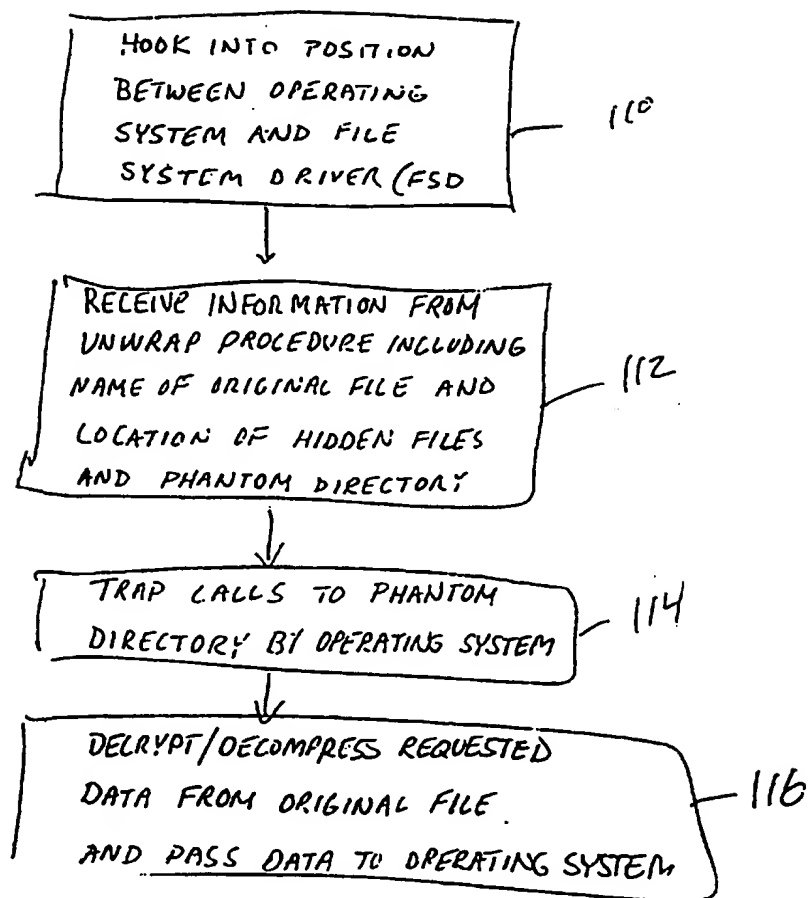 HOOK INTO POSITION
BETWEEN OPERATING
SYSTEM AND FILE
SYSTEM DRIVER (FSD
110
RECEIVE INFORMATION FROM
UNWRAP PROCEDURE INCLUDING
NAME OF ORIGINAL FILE AND
LOCATION OF HIDDEN FILES
AND PHANTOM DIRECTORY
112
TRAP CALLS TO PHANTOM
DIRECTORY BY OPERATING SYSTEM
114
DECRYPT/DECOMPRESS REQUESTED
DATA FROM ORIGINAL FILE
AND PASS DATA TO OPERATING SYSTEM
116